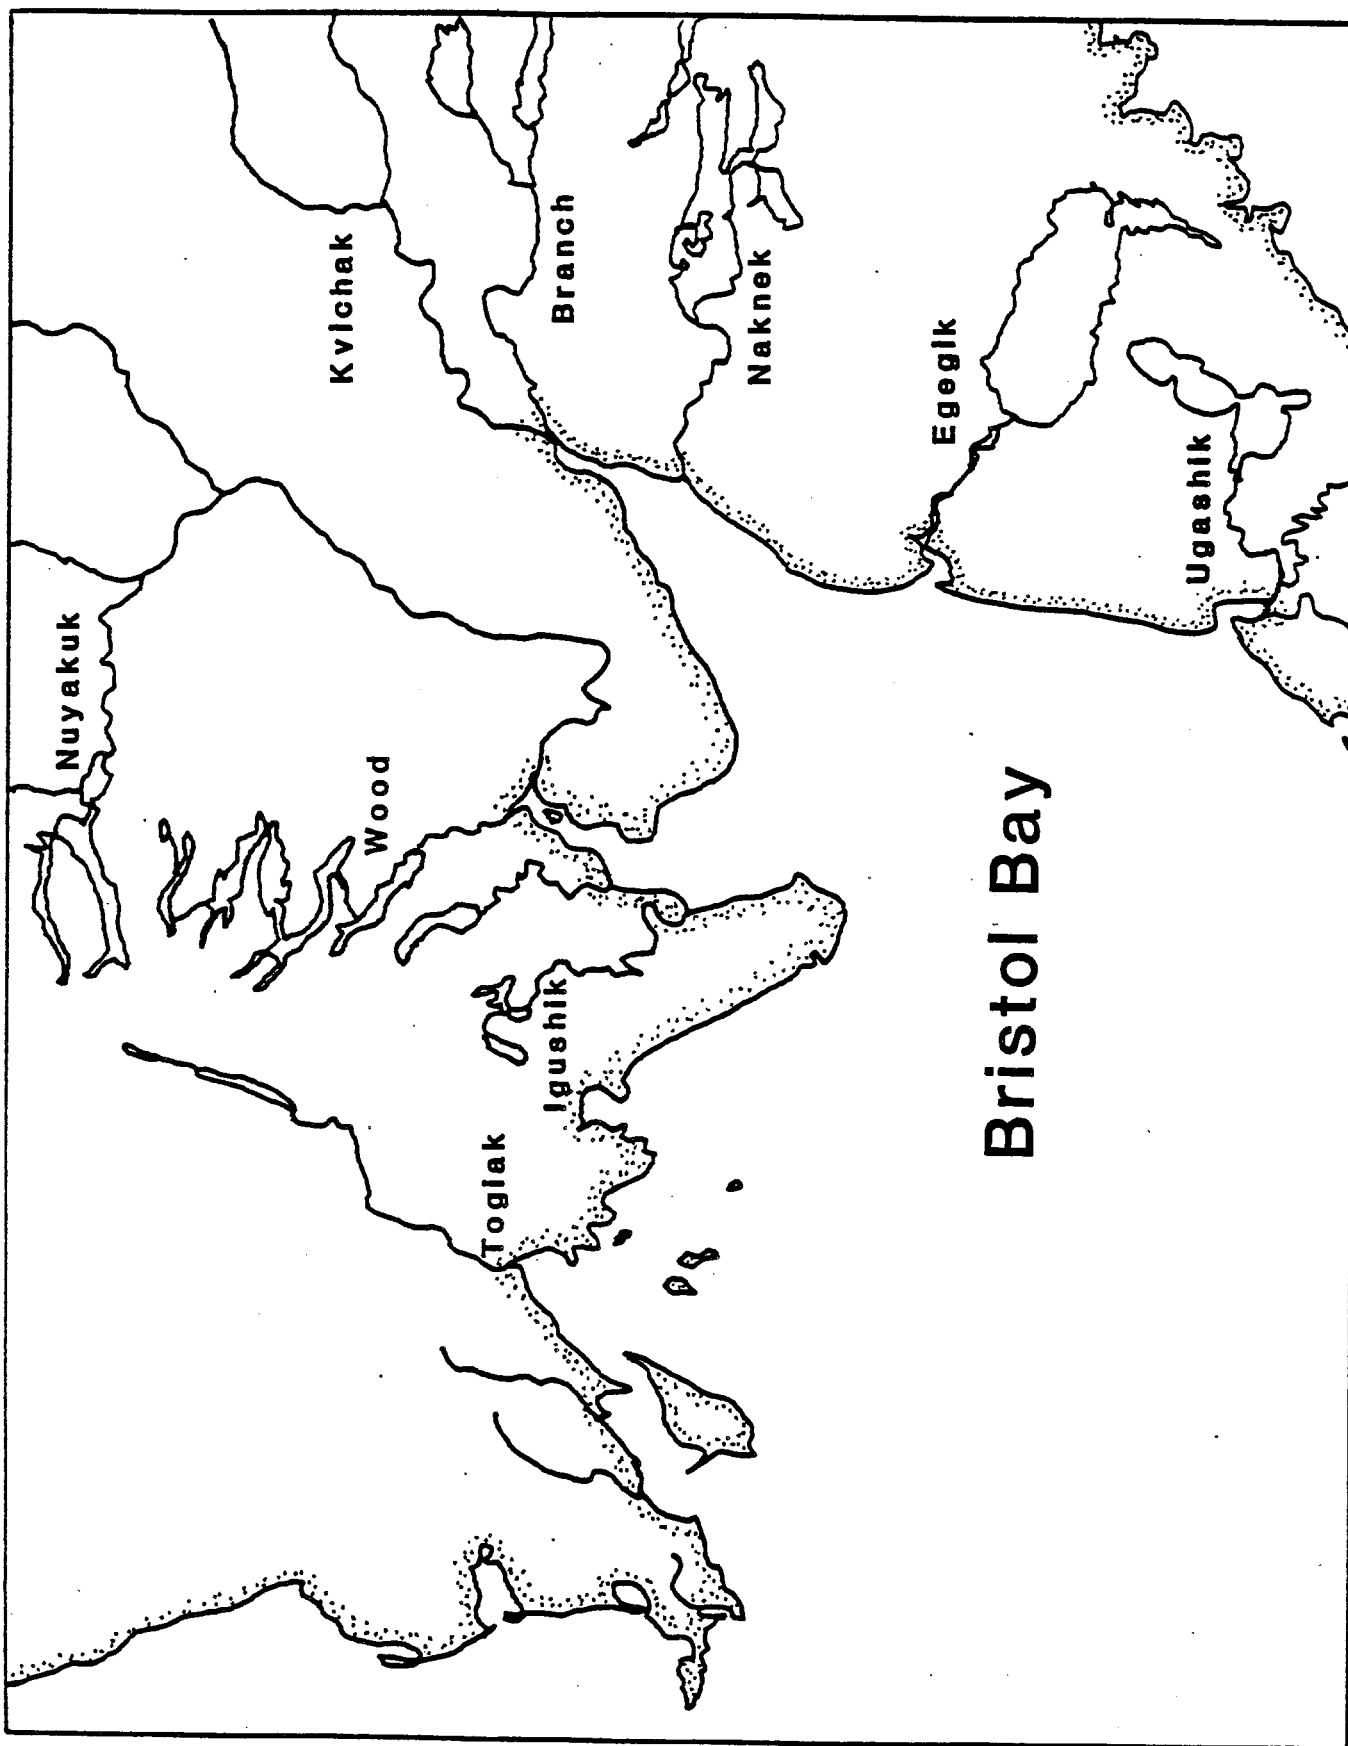 Nuyakuk
Kvichak
Wood
Branch
Togiak
Igushik
Naknek
Egegik
Bristol Bay
Ugashik